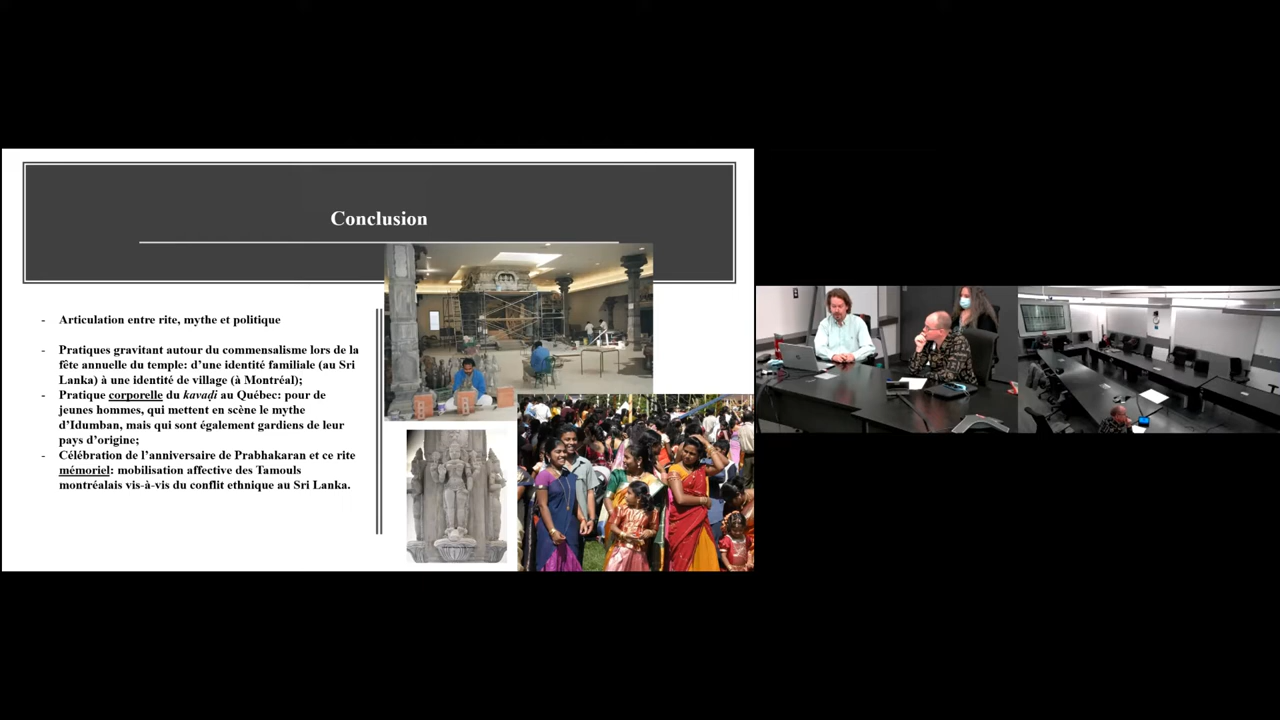 Conclusion
- Articulation entre rite, mythe et politique
- Pratiques gravitant autour du commensalisme lors de la
fête annuelle du temple: d’une identité familiale (au Sri
Lanka) à une identité de village (à Montréal);
- Pratique corporelle du kavaḍi au Québec: pour de
jeunes hommes, qui mettent en scène le mythe
d’Idumban, mais qui sont également gardiens de leur
pays d’origine;
- Célébration de l’anniversaire de Prabhakaran et ce rite
mémoriel: mobilisation affective des Tamouls
montréalais vis-à-vis du conflit ethnique au Sri Lanka.